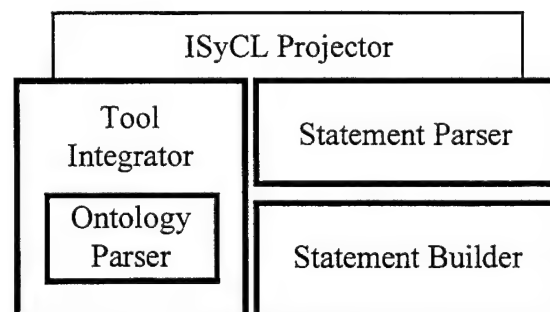 ISyCL Projector
Tool
Integrator
Ontology
Parser
Statement Parser
Statement Builder